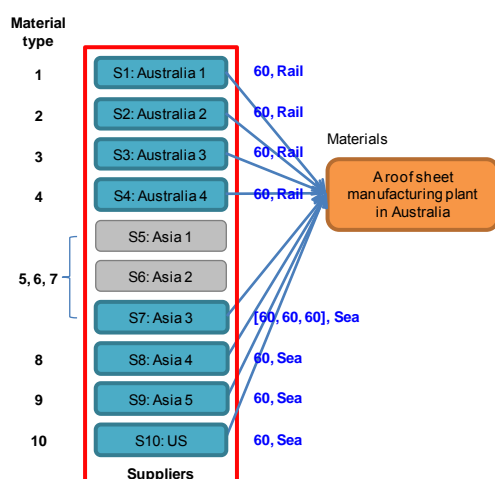 Material
type
1
S1: Australia 1
60, Rail
2
S2: Australia 2
60, Rail
3
S3: Australia 3
60, Rail
4
S4: Australia 4
60, Rail
Materials
A roof sheet
manufacturing plant
in Australia
5, 6, 7
S5: Asia 1
S6: Asia 2
S7: Asia 3
[60, 60, 60], Sea
8
S8: Asia 4
60, Sea
9
S9: Asia 5
60, Sea
10
S10: US
60, Sea
Suppliers